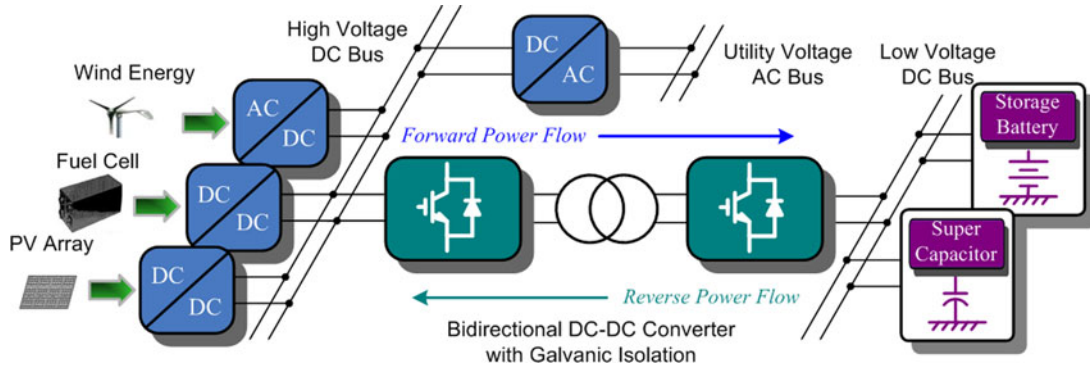 High Voltage
DC Bus
Wind Energy
AC
DC
DC
AC
Utility Voltage
AC Bus
Low Voltage
DC Bus
Storage
Battery
Forward Power Flow
Fuel Cell
DC
DC
PV Array
DC
DC
Super
Capacitor
Reverse Power Flow
Bidirectional DC-DC Converter
with Galvanic Isolation